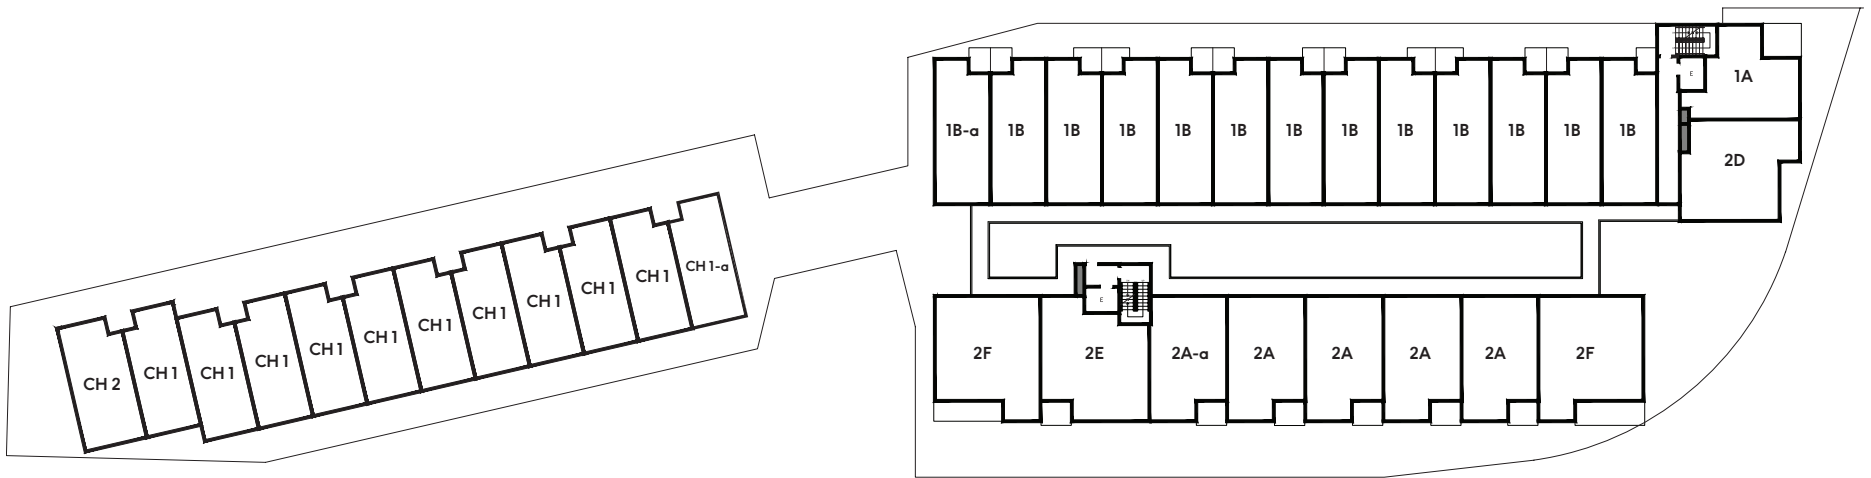 1A
E
1B-a 1B 1B 1B 1B 1B 1B 1B 1B 1B 1B 1B 1B
2D
CH 2 CH 1 CH 1 CH 1 CH 1 CH 1 CH 1 CH 1 CH 1 CH 1 CH 1 CH 1-a
E
2F 2E 2A-a 2A 2A 2A 2A 2F